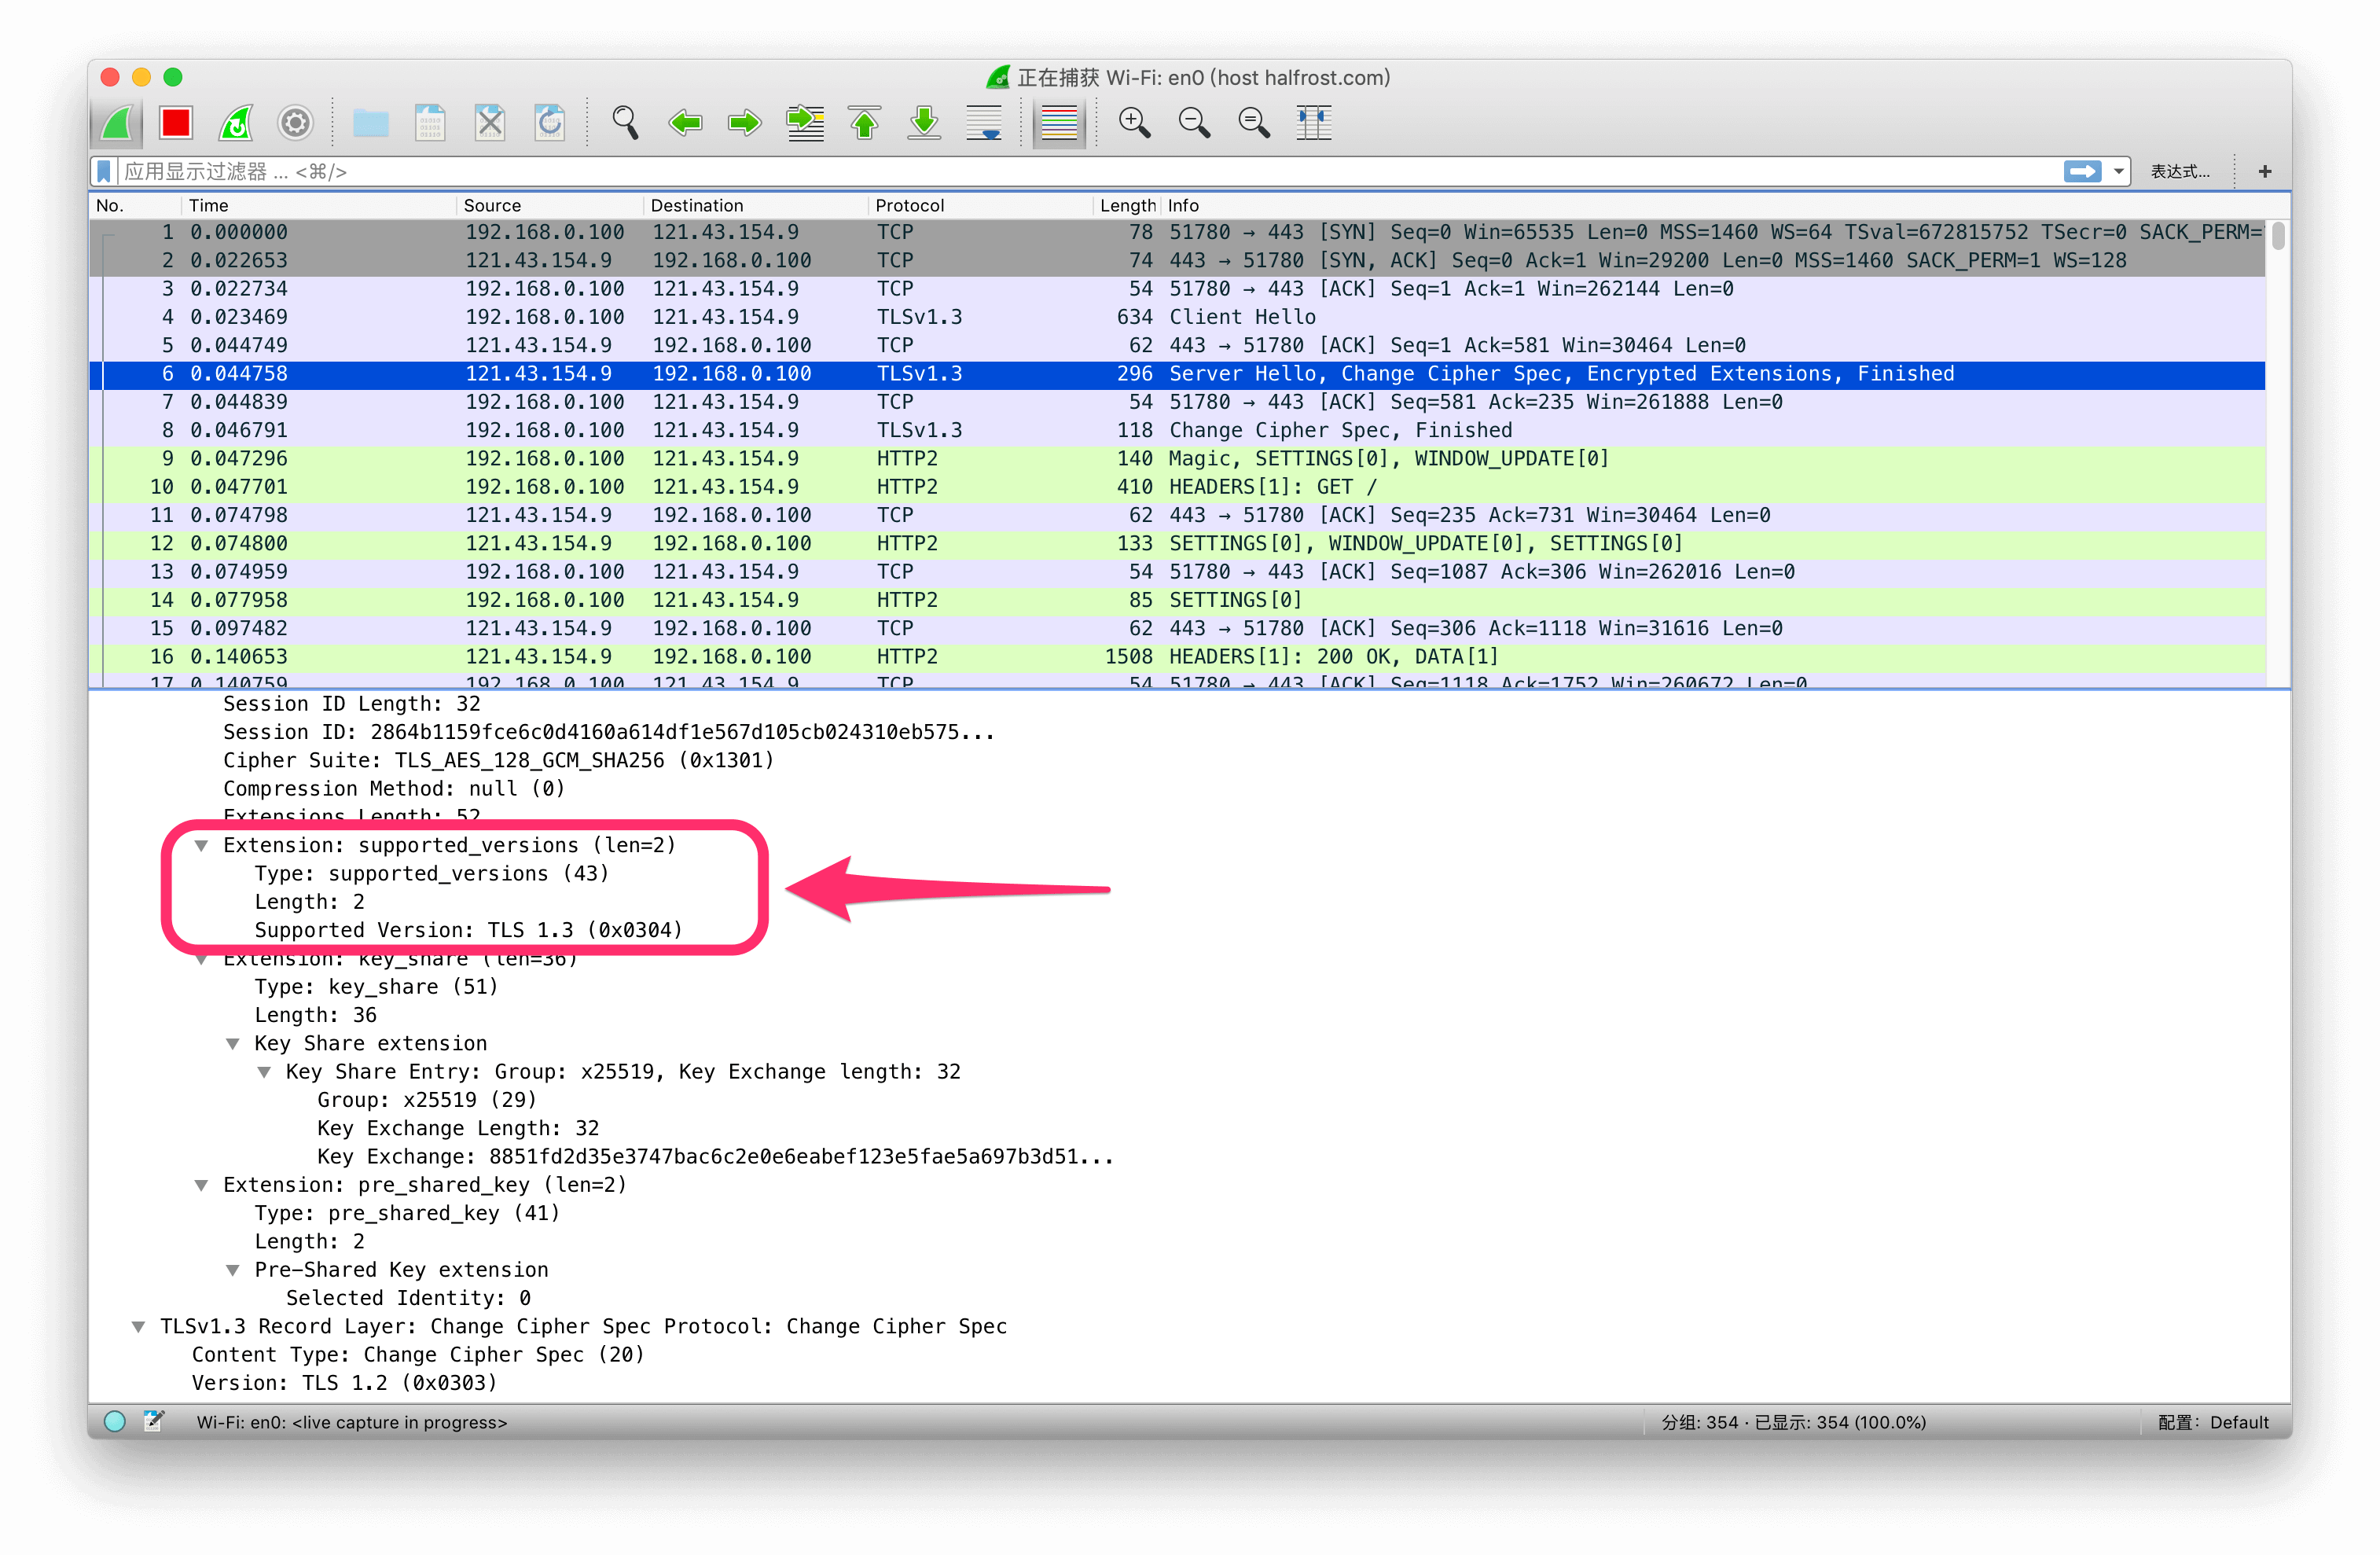 正在捕获 Wi-Fi: en0 (host halfrost.com)
应用显示过滤器 ... <⌘/>
表达式... +
No. Time Source Destination Protocol Length Info
1 0.000000 192.168.0.100 121.43.154.9 TCP 78 51780 → 443 [SYN] Seq=0 Win=65535 Len=0 MSS=1460 WS=64 TSval=672815752 TSecr=0 SACK_PERM=
2 0.022653 121.43.154.9 192.168.0.100 TCP 74 443 → 51780 [SYN, ACK] Seq=0 Ack=1 Win=29200 Len=0 MSS=1460 SACK_PERM=1 WS=128
3 0.022734 192.168.0.100 121.43.154.9 TCP 54 51780 → 443 [ACK] Seq=1 Ack=1 Win=262144 Len=0
4 0.023469 192.168.0.100 121.43.154.9 TLSv1.3 634 Client Hello
5 0.044749 121.43.154.9 192.168.0.100 TCP 62 443 → 51780 [ACK] Seq=1 Ack=581 Win=30464 Len=0
6 0.044758 121.43.154.9 192.168.0.100 TLSv1.3 296 Server Hello, Change Cipher Spec, Encrypted Extensions, Finished
7 0.044839 192.168.0.100 121.43.154.9 TCP 54 51780 → 443 [ACK] Seq=581 Ack=235 Win=261888 Len=0
8 0.046791 192.168.0.100 121.43.154.9 TLSv1.3 118 Change Cipher Spec, Finished
9 0.047296 192.168.0.100 121.43.154.9 HTTP2 140 Magic, SETTINGS[0], WINDOW_UPDATE[0]
10 0.047701 192.168.0.100 121.43.154.9 HTTP2 410 HEADERS[1]: GET /
11 0.074798 121.43.154.9 192.168.0.100 TCP 62 443 → 51780 [ACK] Seq=235 Ack=731 Win=30464 Len=0
12 0.074800 121.43.154.9 192.168.0.100 HTTP2 133 SETTINGS[0], WINDOW_UPDATE[0], SETTINGS[0]
13 0.074959 192.168.0.100 121.43.154.9 TCP 54 51780 → 443 [ACK] Seq=1087 Ack=306 Win=262016 Len=0
14 0.077958 192.168.0.100 121.43.154.9 HTTP2 85 SETTINGS[0]
15 0.097482 121.43.154.9 192.168.0.100 TCP 62 443 → 51780 [ACK] Seq=306 Ack=1118 Win=31616 Len=0
16 0.140653 121.43.154.9 192.168.0.100 HTTP2 1508 HEADERS[1]: 200 OK, DATA[1]
17 0.140759 192.168.0.100 121.43.154.9 TCP 54 51780 → 443 [ACK] Seq=1118 Ack=1752 Win=260672 Len=0
Session ID Length: 32
Session ID: 2864b1159fce6c0d4160a614df1e567d105cb024310eb575...
Cipher Suite: TLS_AES_128_GCM_SHA256 (0x1301)
Compression Method: null (0)
Extensions Length: 52
Extension: supported_versions (len=2)
Type: supported_versions (43)
Length: 2
Supported Version: TLS 1.3 (0x0304)
Extension: key_share (len=36)
Type: key_share (51)
Length: 36
Key Share extension
Key Share Entry: Group: x25519, Key Exchange length: 32
Group: x25519 (29)
Key Exchange Length: 32
Key Exchange: 8851fd2d35e3747bac6c2e0e6eabef123e5fae5a697b3d51...
Extension: pre_shared_key (len=2)
Type: pre_shared_key (41)
Length: 2
Pre-Shared Key extension
Selected Identity: 0
TLSv1.3 Record Layer: Change Cipher Spec Protocol: Change Cipher Spec
Content Type: Change Cipher Spec (20)
Version: TLS 1.2 (0x0303)
Wi-Fi: en0: <live capture in progress> 分组: 354 · 已显示: 354 (100.0%) 配置: Default